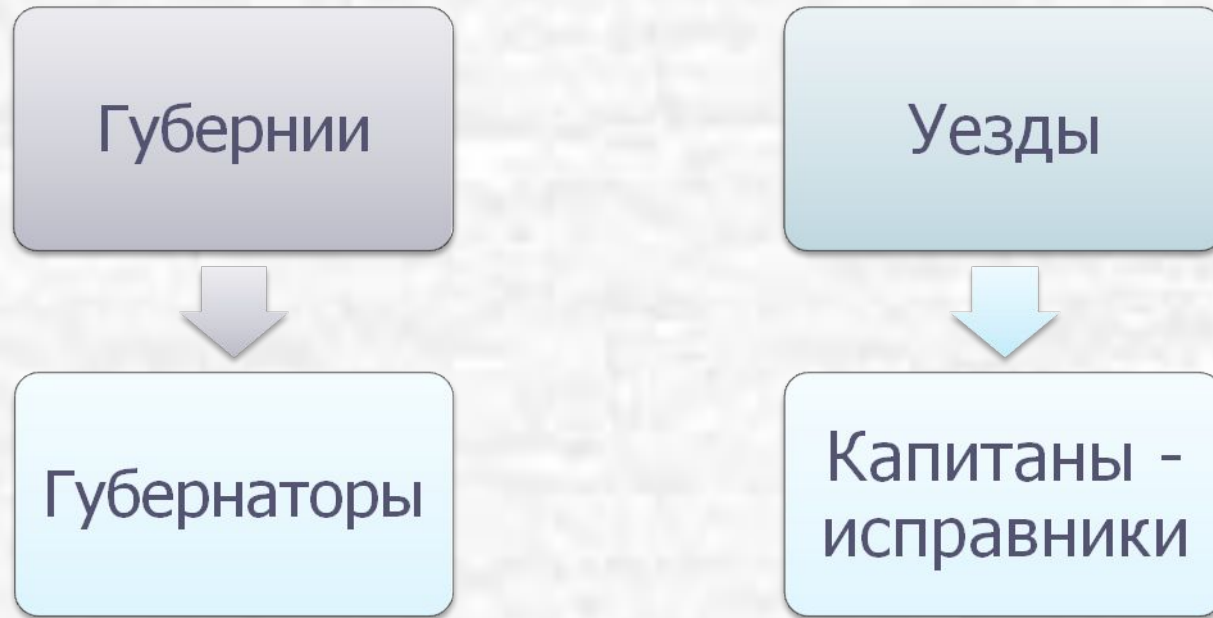 Губернии
Уезды
Губернаторы
Капитаны -
исправники